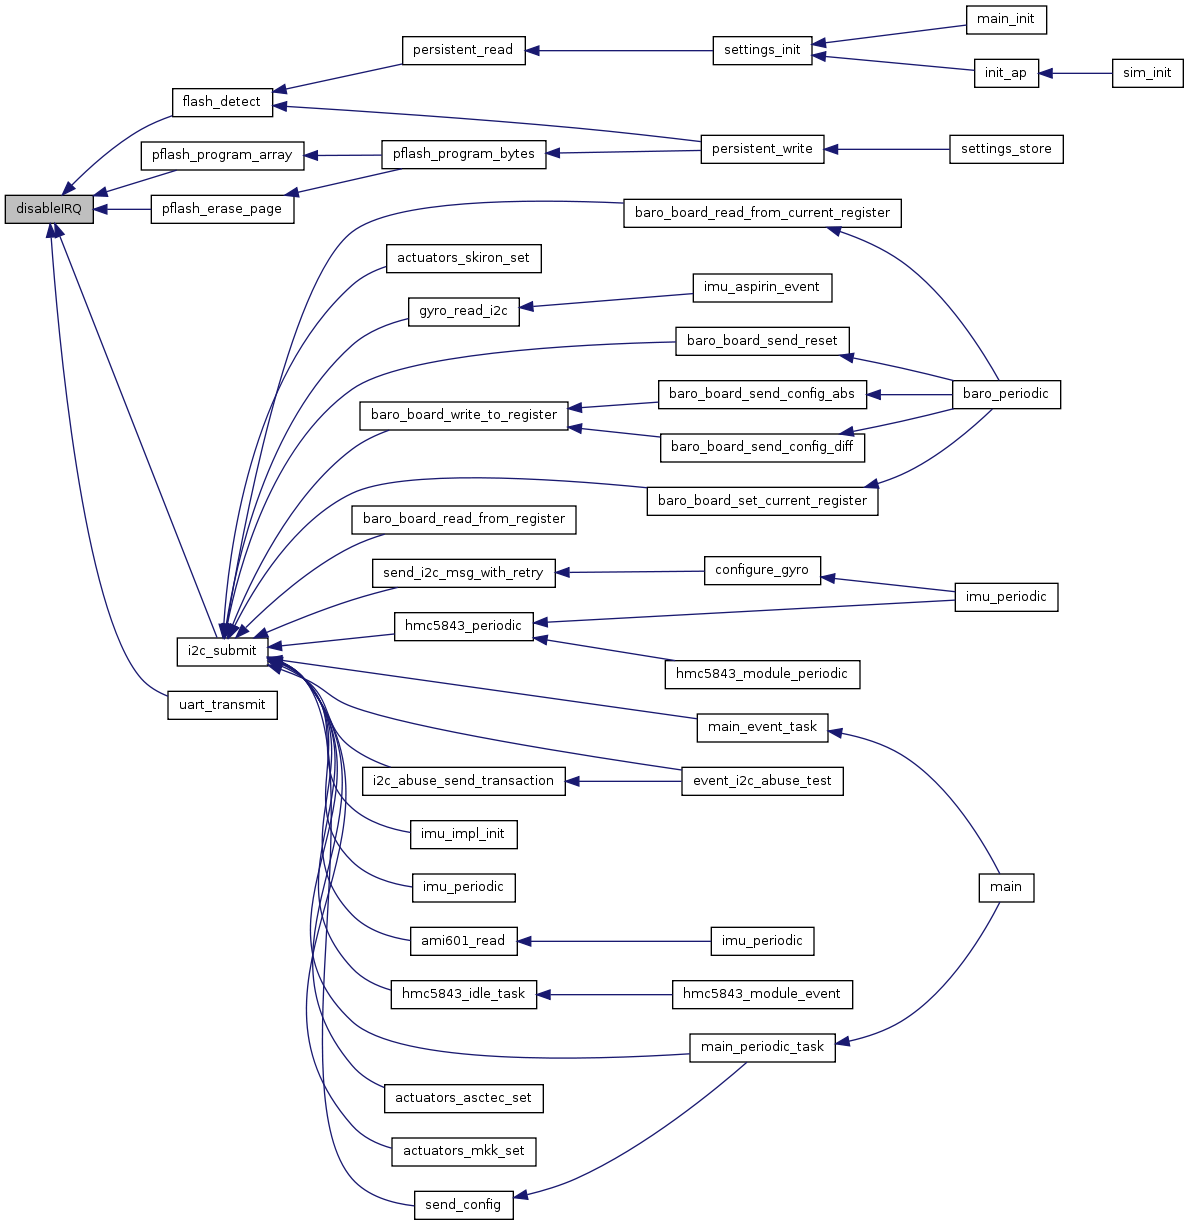 main_init
persistent_read
settings_init
init_ap
sim_init
flash_detect
persistent_write
settings_store
pflash_program_array
pflash_program_bytes
disableIRQ
pflash_erase_page
baro_board_read_from_current_register
actuators_skiron_set
imu_aspirin_event
gyro_read_i2c
baro_board_send_reset
baro_board_send_config_abs
baro_periodic
baro_board_write_to_register
baro_board_send_config_diff
baro_board_set_current_register
baro_board_read_from_register
send_i2c_msg_with_retry
configure_gyro
imu_periodic
hmc5843_periodic
i2c_submit
hmc5843_module_periodic
uart_transmit
main_event_task
i2c_abuse_send_transaction
event_i2c_abuse_test
imu_impl_init
imu_periodic
main
ami601_read
imu_periodic
hmc5843_idle_task
hmc5843_module_event
main_periodic_task
actuators_asctec_set
actuators_mkk_set
send_config